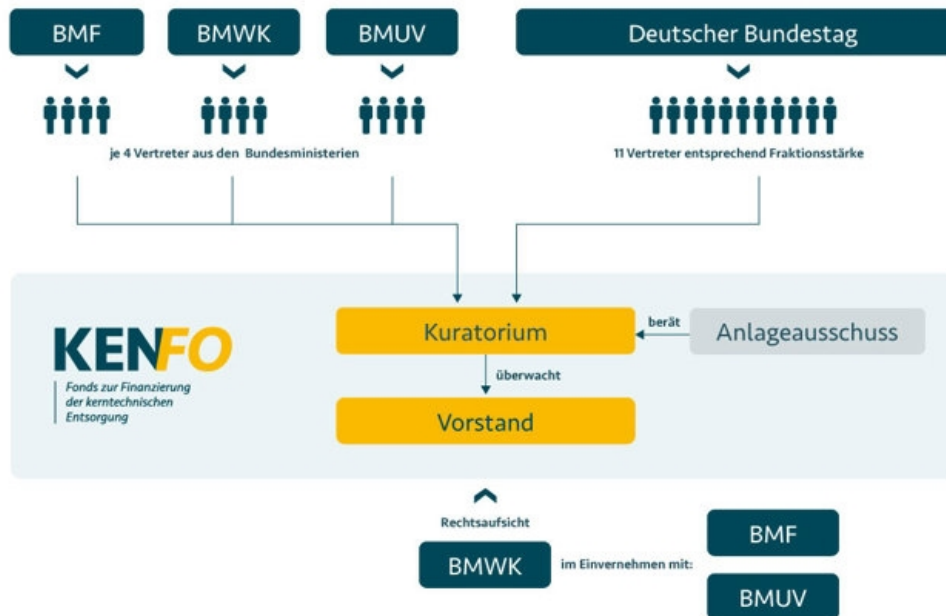 BMF
BMWK
BMUV
Deutscher Bundestag
je 4 Vertreter aus den Bundesministerien
11 Vertreter entsprechend Fraktionsstärke
KENFO
Fonds zur Finanzierung
der kerntechnischen
Entsorgung
Kuratorium
berät
Anlageausschuss
überwacht
Vorstand
Rechtsaufsicht
BMWK
im Einvernehmen mit:
BMF
BMUV